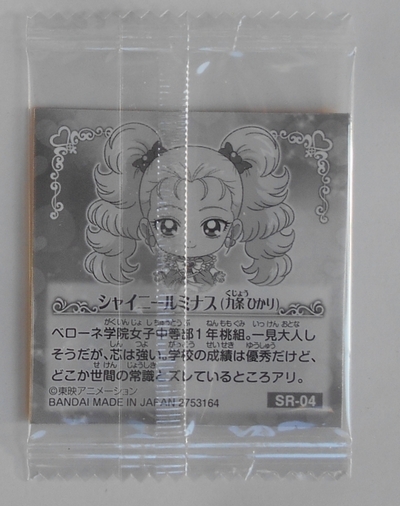 シャイニールミナス(九条 ひかり)
ベローネ学院女子中等部1年桃組。一見大人し
そうだが、芯は強い。学校の成績は優秀だけど、
どこか世間の常識とズレているところアリ。
©東映アニメーション
BANDAI MADE IN JAPAN 2753164
SR-04